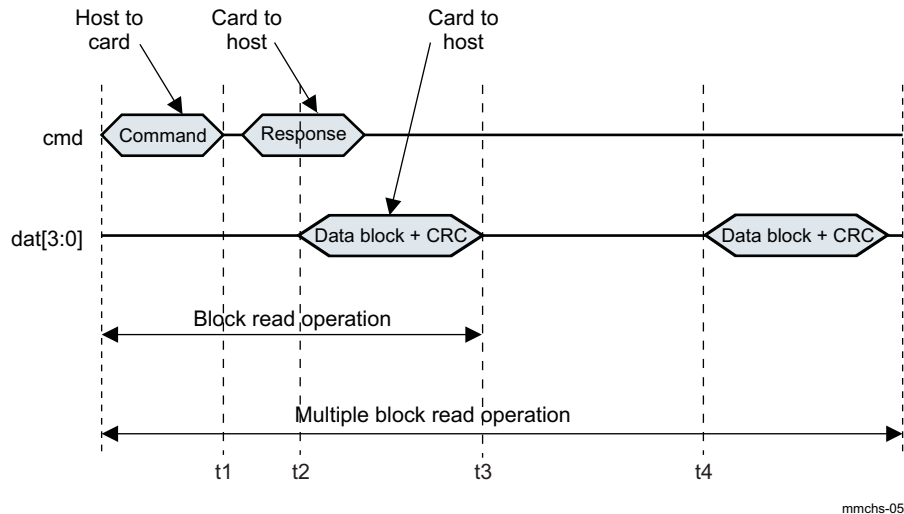 Host to
card
Card to
host
Card to
host
cmd
Command
Response
dat[3:0]
Data block + CRC
Data block + CRC
Block read operation
Multiple block read operation
t1
t2
t3
t4
mmchs-05